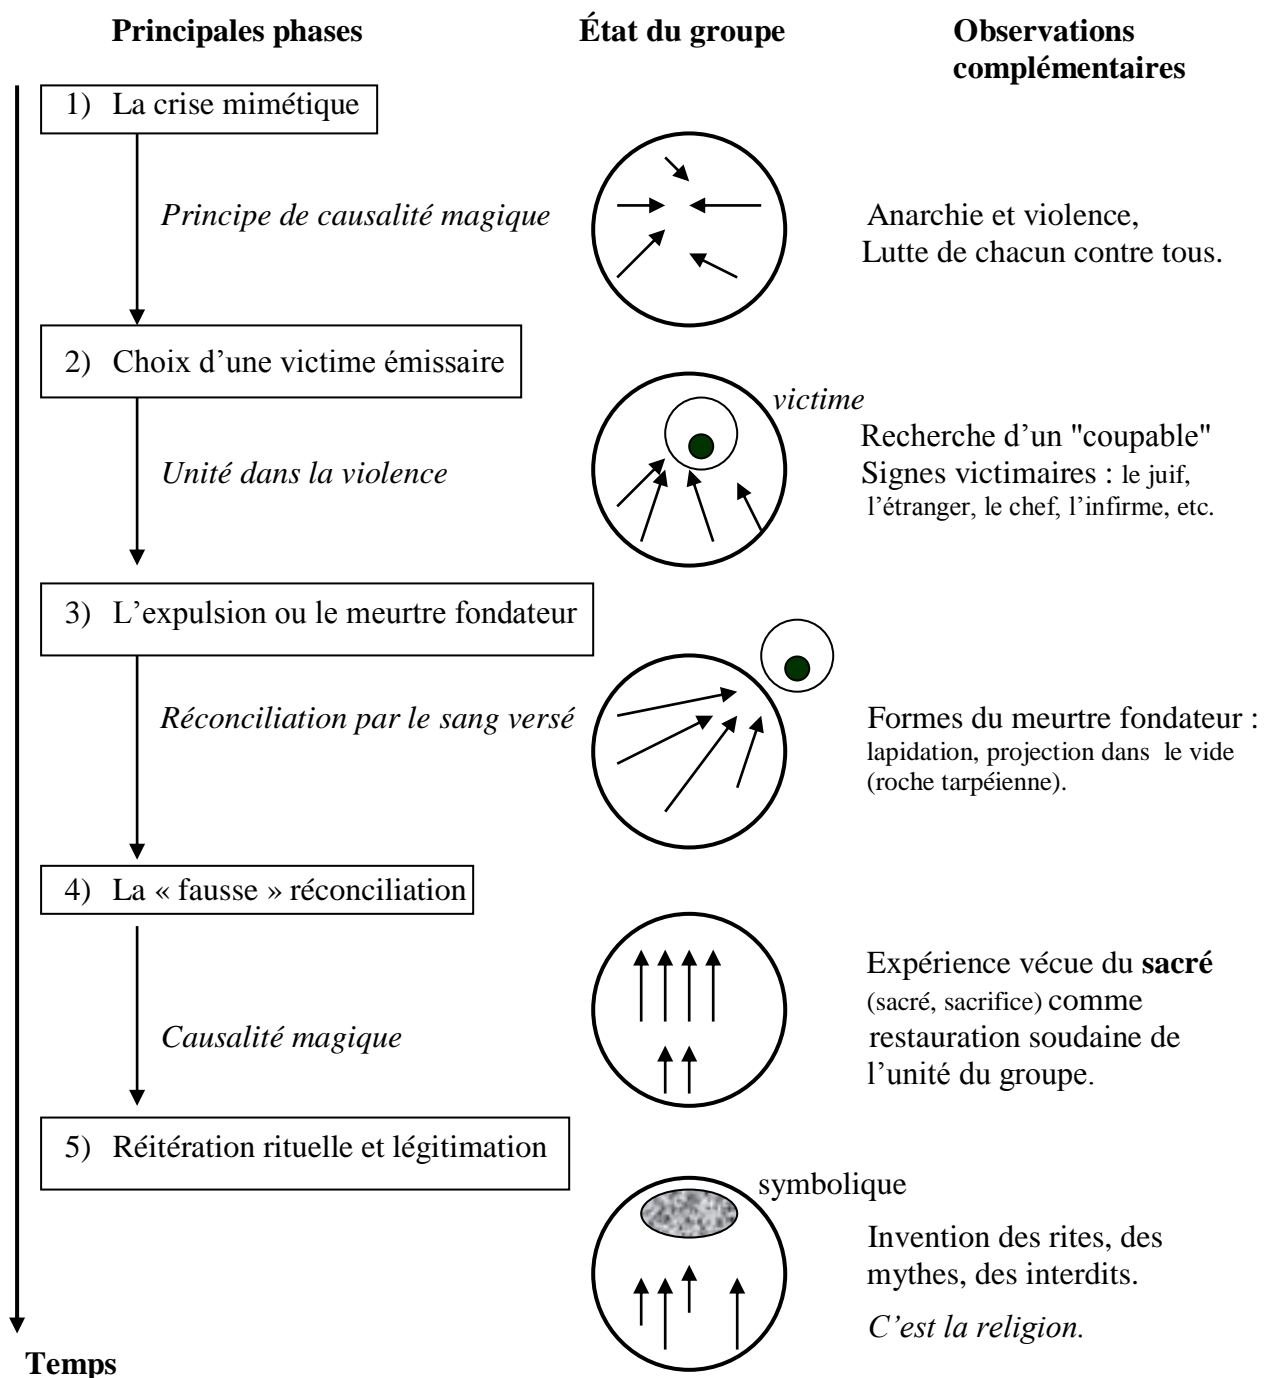 Principales phases
État du groupe
Observations
complémentaires
1) La crise mimétique
Principe de causalité magique
Anarchie et violence,
Lutte de chacun contre tous.
2) Choix d’une victime émissaire
victime
Unité dans la violence
Recherche d’un "coupable"
Signes victimaires : le juif,
l’étranger, le chef, l’infirme, etc.
3) L’expulsion ou le meurtre fondateur
Réconciliation par le sang versé
Formes du meurtre fondateur :
lapidation, projection dans le vide
(roche tarpéienne).
4) La « fausse » réconciliation
Causalité magique
Expérience vécue du sacré
(sacré, sacrifice) comme
restauration soudaine de
l’unité du groupe.
5) Réitération rituelle et légitimation
symbolique
Invention des rites, des
mythes, des interdits.
C’est la religion.
Temps